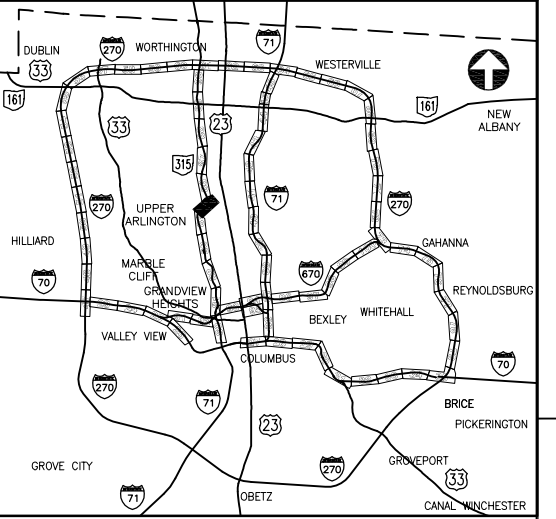 DUBLIN
270
WORTHINGTON
71
33
WESTERVILLE
161
161
33
23
NEW
ALBANY
315
270
71
270
UPPER
ARLINGTON
HILLIARD
GAHANNA
MARBLE
CLIFF
70
670
GRANDVIEW
HEIGHTS
REYNOLDSBURG
BEXLEY
WHITEHALL
VALLEY VIEW
COLUMBUS
70
270
71
BRICE
23
PICKERINGTON
GROVE CITY
270
GROVEPORT
33
71
OBETZ
CANAL WINCHESTER